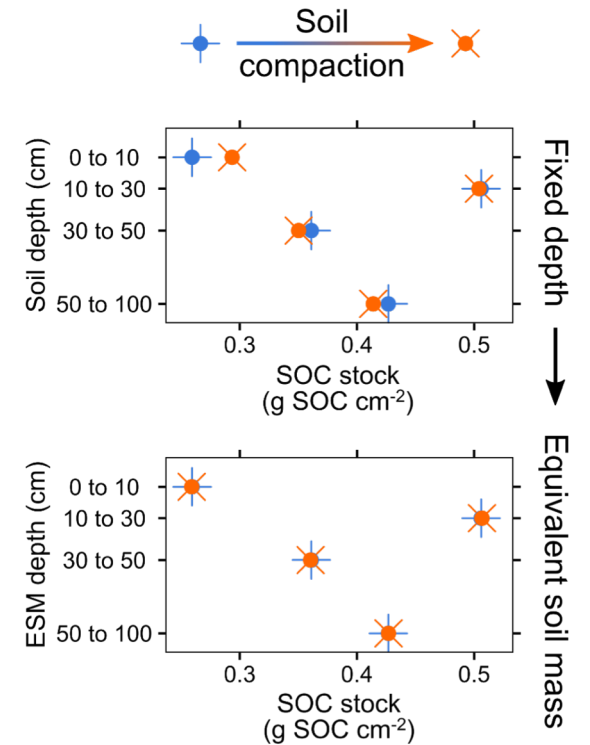 Soil
compaction
Fixed depth
Soil depth (cm)
0 to 10
10 to 30
30 to 50
50 to 100
0.3 0.4 0.5
SOC stock
(g SOC cm⁻²)
Equivalent soil mass
ESM depth (cm)
0 to 10
10 to 30
30 to 50
50 to 100
0.3 0.4 0.5
SOC stock
(g SOC cm⁻²)